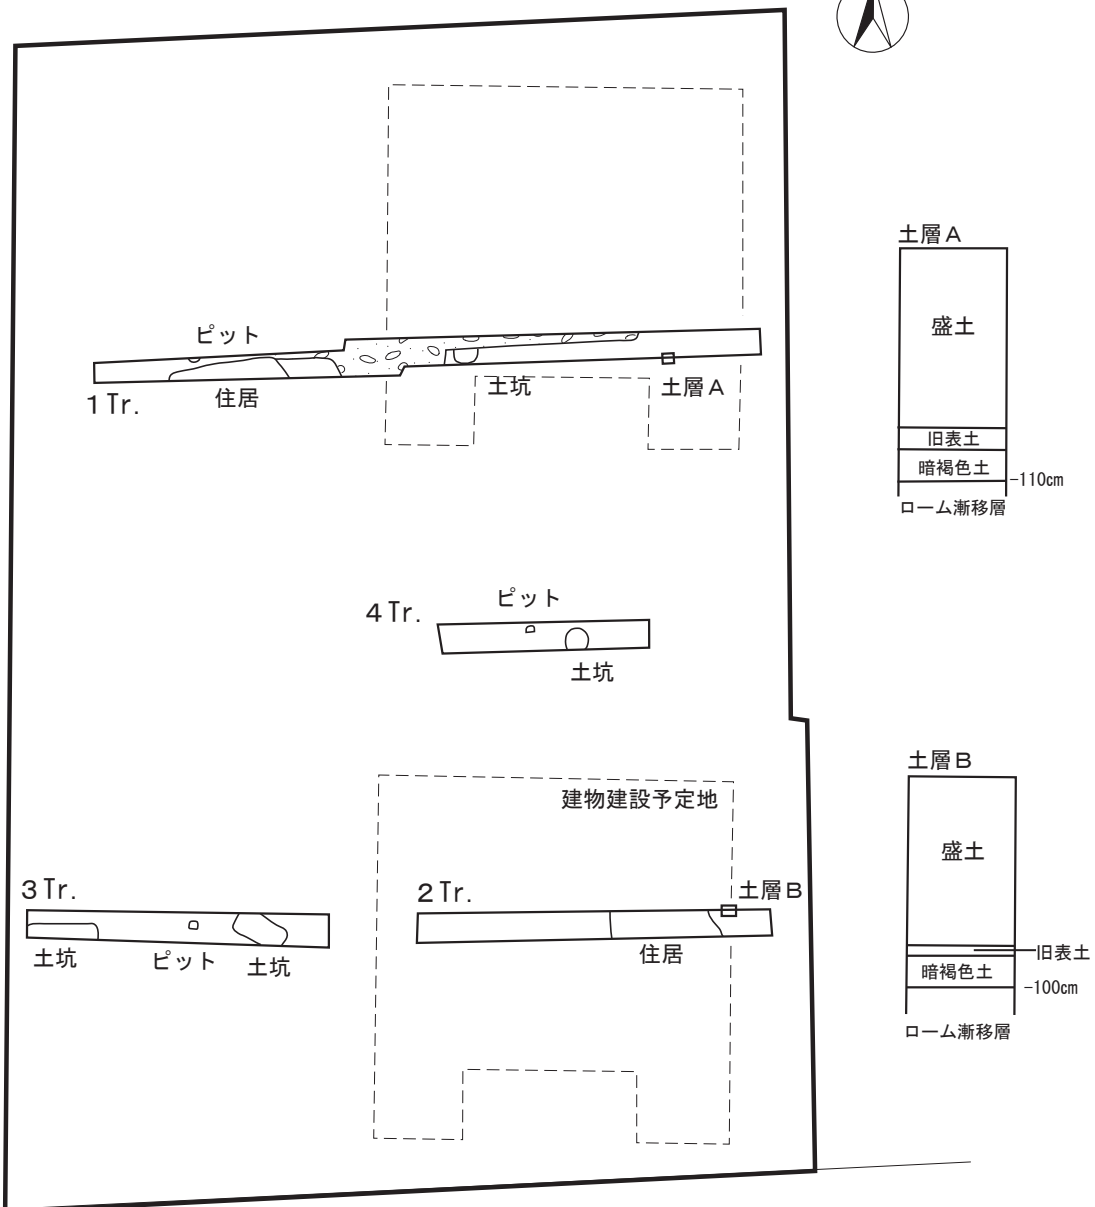 土層Ａ
盛土
旧表土
暗褐色土
-110㎝
ローム漸移層
ピット
1Tr.
住居
土坑
土層Ａ
4Tr.
ピット
土坑
建物建設予定地
3Tr.
土坑
ピット
土坑
2Tr.
土層Ｂ
住居
土層Ｂ
盛土
旧表土
暗褐色土
-100㎝
ローム漸移層